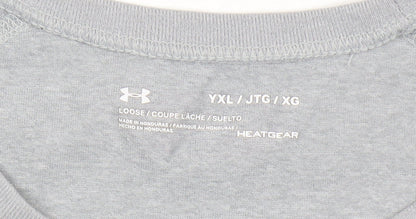 YXL / JTG / XG
LOOSE / COUPE LÂCHE / SUELTO
MADE IN HONDURAS / FABRIQUÉ AU HONDURAS /
HECHO EN HONDURAS
HEATGEAR